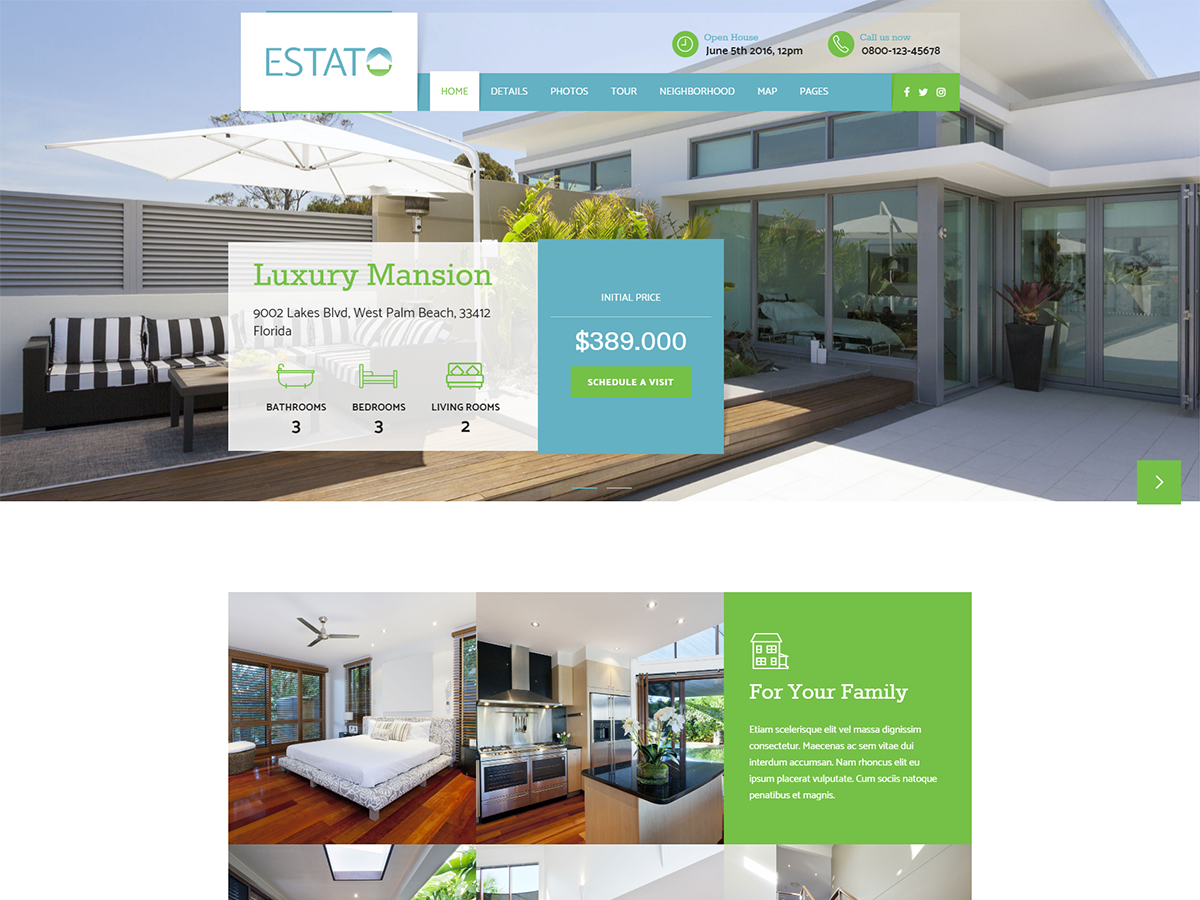 ESTATO
Open House
June 5th 2016, 12pm
Call us now
0800-123-45678
HOME
DETAILS
PHOTOS
TOUR
NEIGHBORHOOD
MAP
PAGES
Luxury Mansion
9002 Lakes Blvd, West Palm Beach, 33412
Florida
BATHROOMS
3
BEDROOMS
3
LIVING ROOMS
2
INITIAL PRICE
$389.000
SCHEDULE A VISIT
For Your Family
Etiam scelerisque elit vel massa dignissim
consectetur. Maecenas ac sem vitae dui
interdum accumsan. Nam rhoncus elit eu
ipsum placerat vulputate. Cum sociis natoque
penatibus et magnis.